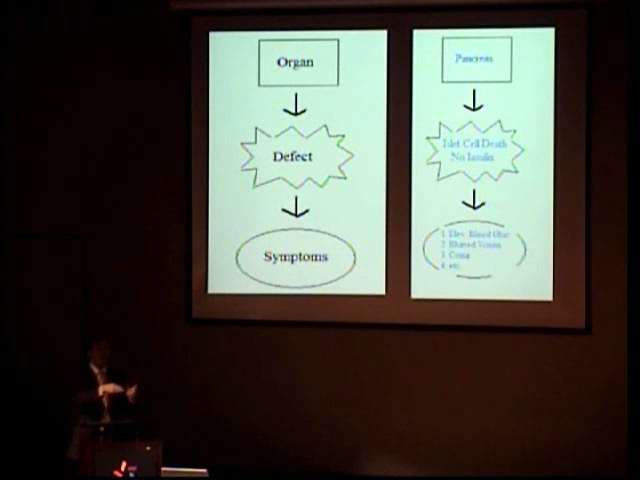 Organ
Defect
Symptoms
Pancreas
Islet Cell Death
No Insulin
1. Elev. Blood Gluc.
2. Blurred Vision
3. Coma
4. etc